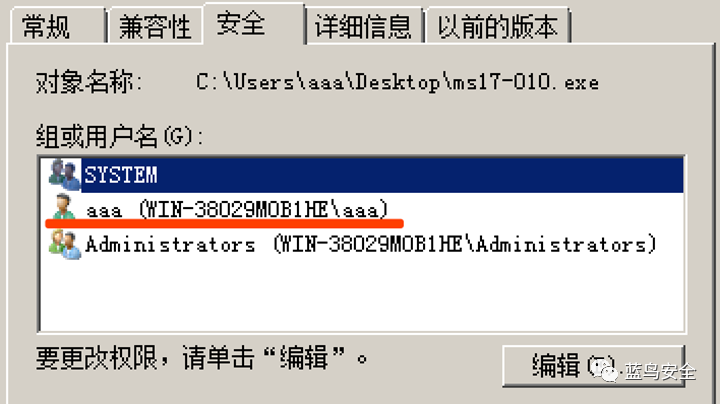 常规 兼容性 安全 详细信息 以前的版本
对象名称: C:\Users\aaa\Desktop\ms17-010.exe
组或用户名(G):
SYSTEM
aaa (WIN-38029MOB1HE\aaa)
Administrators (WIN-38029MOB1HE\Administrators)
要更改权限，请单击“编辑”。
编辑
蓝鸟安全